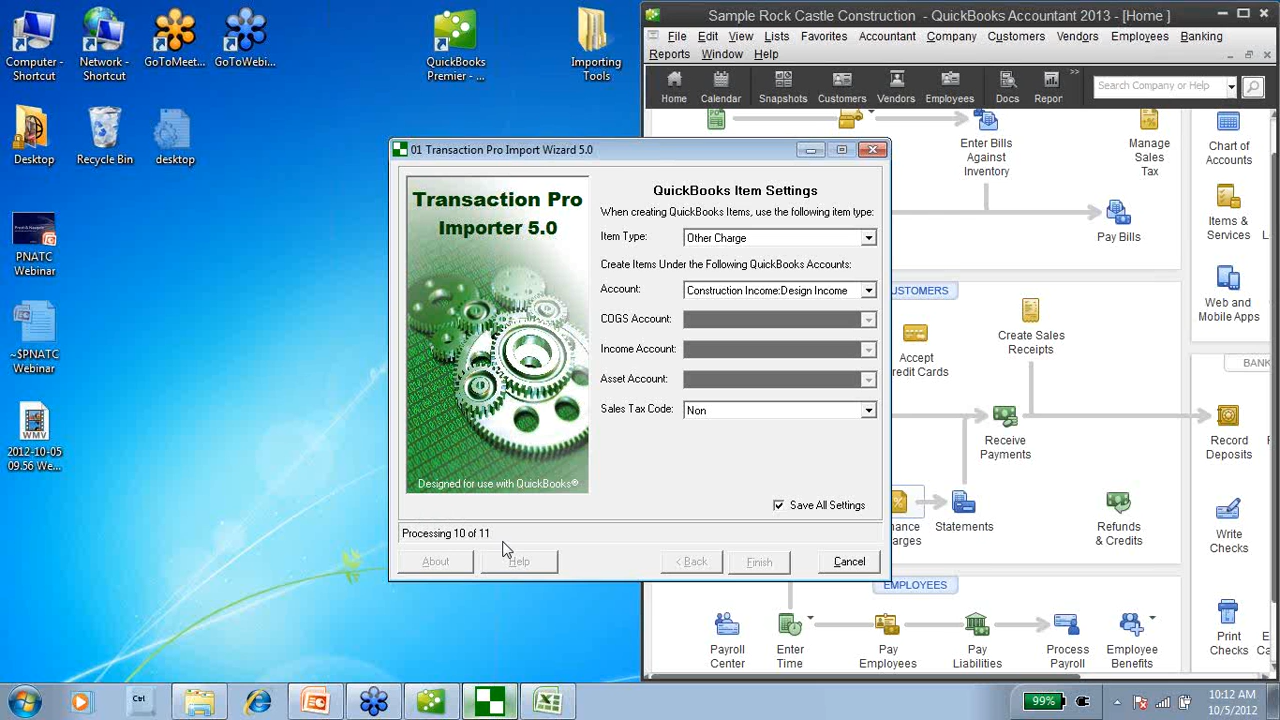 Computer - Shortcut
Network - Shortcut
GoToMeet...
GoToWebi...
QuickBooks Premier - ...
Importing Tools
Desktop
Recycle Bin
desktop
PNATC Webinar
~$PNATC Webinar
WMV
2012-10-05 09.56 We...
Sample Rock Castle Construction - QuickBooks Accountant 2013 - [Home ]
File Edit View Lists Favorites Accountant Company Customers Vendors Employees Banking
Reports Window Help
Home Calendar Snapshots Customers Vendors Employees Docs Report
Search Company or Help
Enter Bills Against Inventory
Manage Sales Tax
Chart of Accounts
Pay Bills
Items & Services
CUSTOMERS
Web and Mobile Apps
Create Sales Receipts
Accept
redit Cards
BANK
Receive Payments
Record Deposits
nance
arges
Statements
Refunds & Credits
Write Checks
EMPLOYEES
Payroll Center
Enter Time
Pay Employees
Pay Liabilities
Process Payroll
Employee Benefits
Print Checks
01 Transaction Pro Import Wizard 5.0
Transaction Pro
Importer 5.0
Designed for use with QuickBooks®
QuickBooks Item Settings
When creating QuickBooks Items, use the following item type:
Item Type: Other Charge
Create Items Under the Following QuickBooks Accounts:
Account: Construction Income:Design Income
COGS Account:
Income Account:
Asset Account:
Sales Tax Code: Non
Save All Settings
Processing 10 of 11
About Help < Back Finish Cancel
Ctrl
99%
10:12 AM
10/5/2012